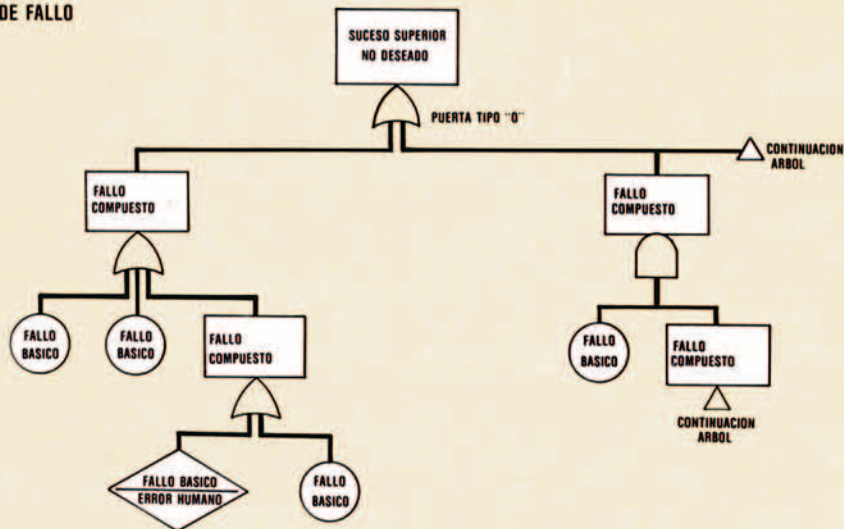 DE FALLO
SUCESO SUPERIOR
NO DESEADO
PUERTA TIPO "O"
CONTINUACION
ARBOL
FALLO
COMPUESTO
FALLO
COMPUESTO
FALLO
BASICO
FALLO
BASICO
FALLO
COMPUESTO
FALLO
BASICO
FALLO
COMPUESTO
CONTINUACION
ARBOL
FALLO BASICO
ERROR HUMANO
FALLO
BASICO